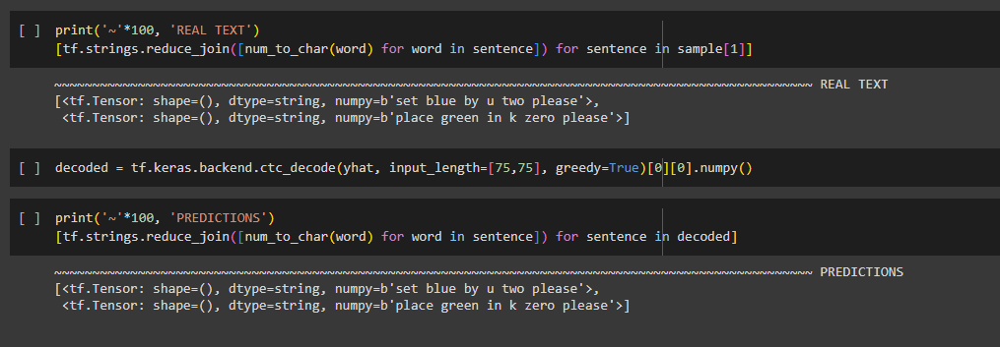 [ ] print('~'*100, 'REAL TEXT')
[tf.strings.reduce_join([num_to_char(word) for word in sentence]) for sentence in sample[1]]
~~~~~~~~~~~~~~~~~~~~~~~~~~~~~~~~~~~~~~~~~~~~~~~~~~~~~~~~~~~~~~~~~~~~~~~~~~~~~~~~~~~~~~~~~~~~~~~~~~~~ REAL TEXT
[<tf.Tensor: shape=(), dtype=string, numpy=b'set blue by u two please'>,
<tf.Tensor: shape=(), dtype=string, numpy=b'place green in k zero please'>]
[ ] decoded = tf.keras.backend.ctc_decode(yhat, input_length=[75,75], greedy=True)[0][0].numpy()
[ ] print('~'*100, 'PREDICTIONS')
[tf.strings.reduce_join([num_to_char(word) for word in sentence]) for sentence in decoded]
~~~~~~~~~~~~~~~~~~~~~~~~~~~~~~~~~~~~~~~~~~~~~~~~~~~~~~~~~~~~~~~~~~~~~~~~~~~~~~~~~~~~~~~~~~~~~~~~~~~~ PREDICTIONS
[<tf.Tensor: shape=(), dtype=string, numpy=b'set blue by u two please'>,
<tf.Tensor: shape=(), dtype=string, numpy=b'place green in k zero please'>]